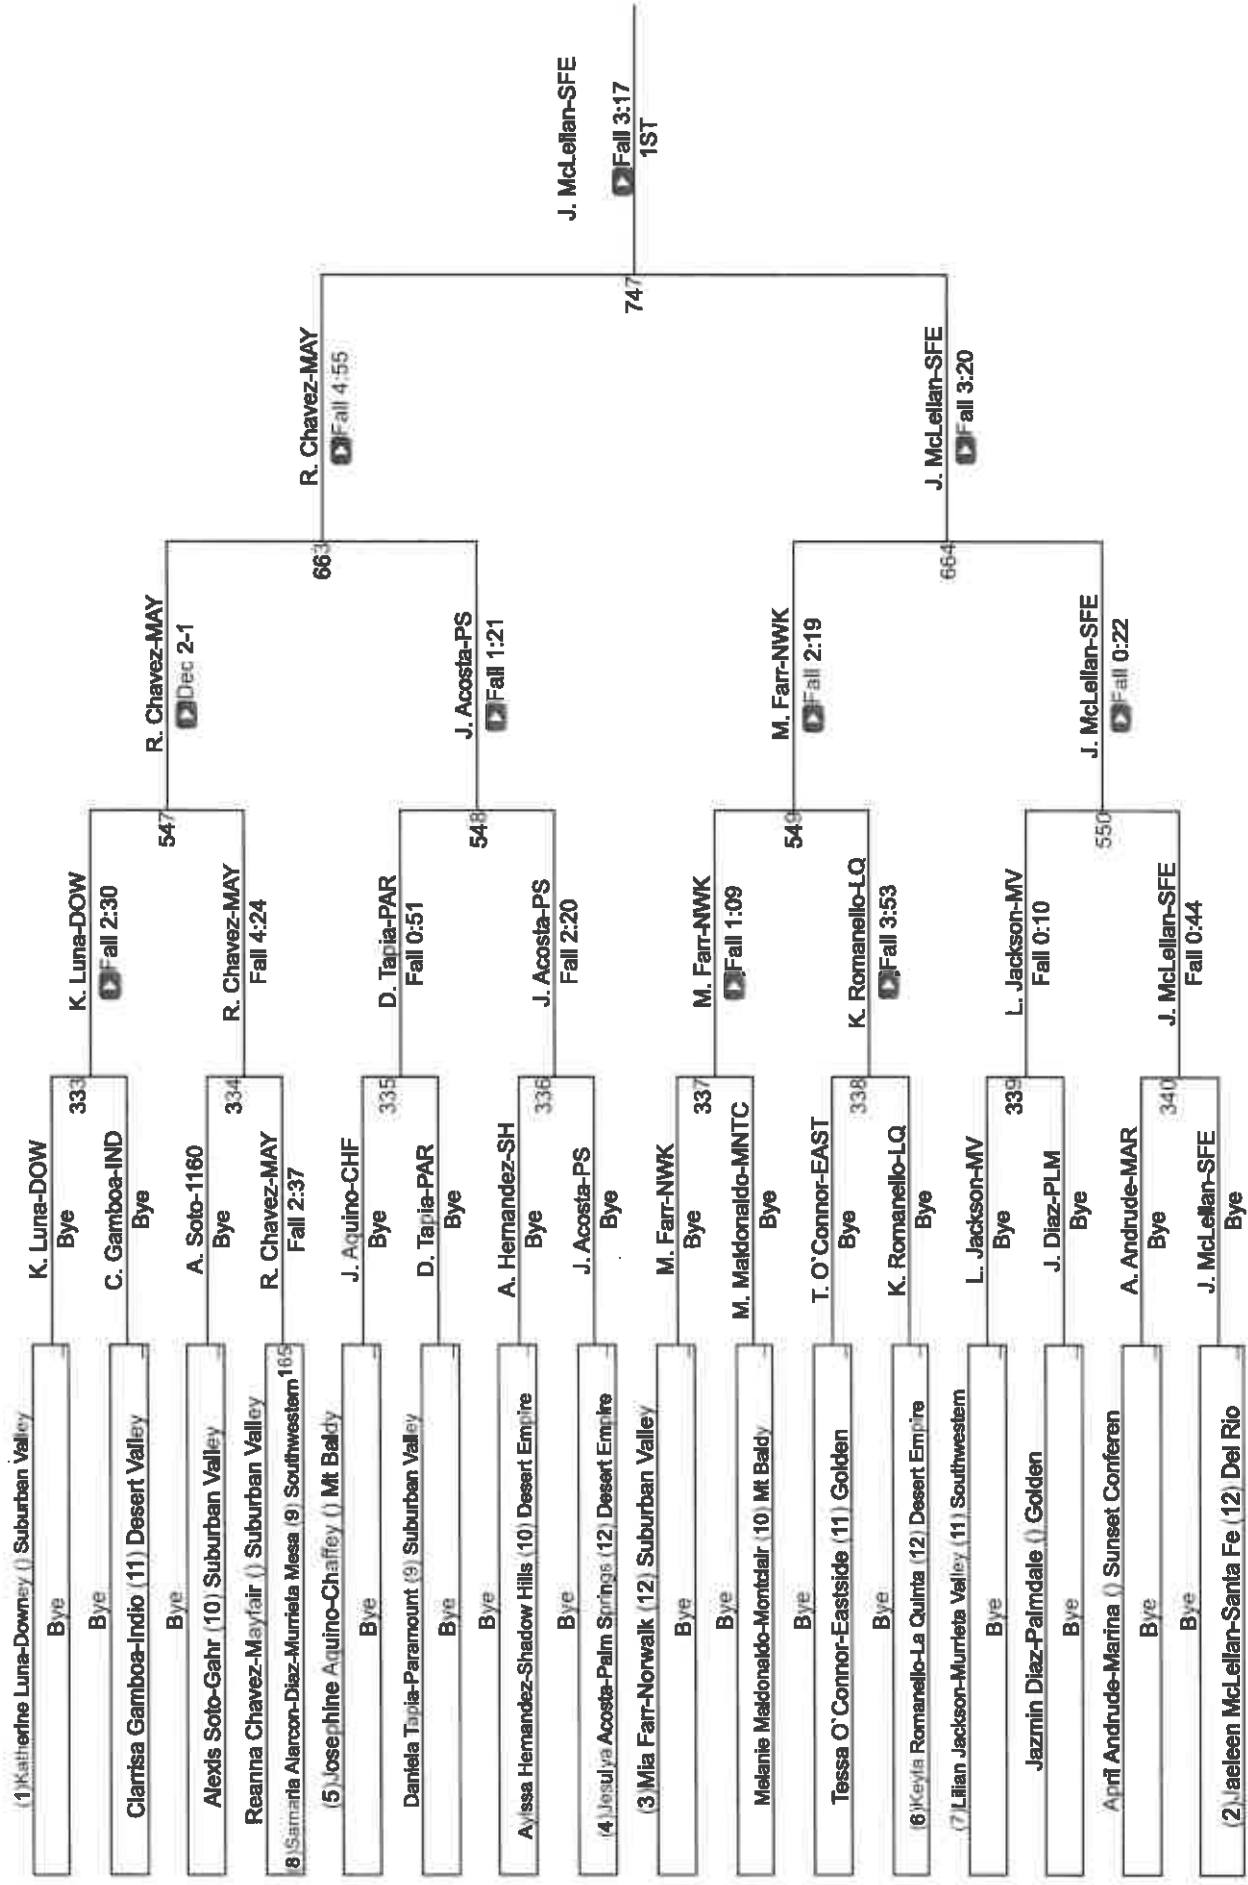 (1)Katherine Luna-Downey () Suburban Valley
Bye
Bye
Clarrisa Gamboa-Indio (11) Desert Valley
Alexis Soto-Gahr (10) Suburban Valley
Bye
Reanna Chavez-Mayfair () Suburban Valley
(8)Samaria Alarcon-Diaz-Murrieta Mesa (9) Southwestern
165
(5)Josephine Aquino-Chaffey () Mt Baldy
Bye
Daniela Tapia-Paramount (9) Suburban Valley
Bye
Bye
Aylssa Hernandez-Shadow Hills (10) Desert Empire
Bye
(4)Jesulya Acosta-Palm Springs (12) Desert Empire
(3)Mia Farr-Norwalk (12) Suburban Valley
Bye
Bye
Melanie Maldonaldo-Montclair (10) Mt Baldy
Bye
Tessa O`Connor-Eastside (11) Golden
Bye
(6)Keyla Romanello-La Quinta (12) Desert Empire
(7)Lilian Jackson-Murrieta Valley (11) Southwestern
Bye
Jazmin Diaz-Palmdale () Golden
Bye
April Andrude-Marina () Sunset Conferen
Bye
Bye
(2)Jaeleen McLellan-Santa Fe (12) Del Rio
K. Luna-DOW
Bye
333
C. Gamboa-IND
Bye
A. Soto-1160
Bye
334
R. Chavez-MAY
Fall 2:37
J. Aquino-CHF
Bye
335
D. Tapia-PAR
Bye
A. Hernandez-SH
Bye
336
J. Acosta-PS
Bye
M. Farr-NWK
Bye
337
M. Maldonaldo-MNTC
Bye
T. O`Connor-EAST
Bye
338
K. Romanello-LQ
Bye
L. Jackson-MV
Bye
339
J. Diaz-PLM
Bye
A. Andrude-MAR
Bye
340
J. McLellan-SFE
Bye
K. Luna-DOW
Fall 2:30
547
R. Chavez-MAY
Fall 4:24
D. Tapia-PAR
Fall 0:51
548
J. Acosta-PS
Fall 2:20
M. Farr-NWK
Fall 1:09
549
K. Romanello-LQ
Fall 3:53
L. Jackson-MV
Fall 0:10
550
J. McLellan-SFE
Fall 0:44
R. Chavez-MAY
Dec 2-1
663
J. Acosta-PS
Fall 1:21
M. Farr-NWK
Fall 2:19
664
J. McLellan-SFE
Fall 0:22
R. Chavez-MAY
Fall 4:55
747
J. McLellan-SFE
Fall 3:20
J. McLellan-SFE
Fall 3:17
1ST